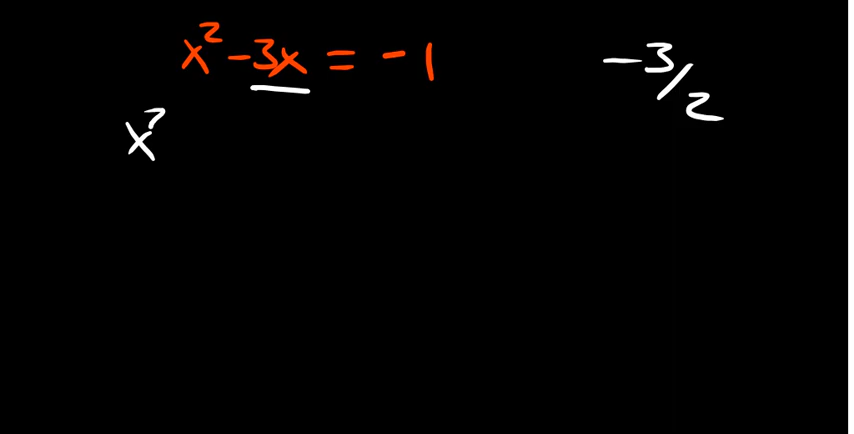 x² - 3x = - 1
- 3/2
x²